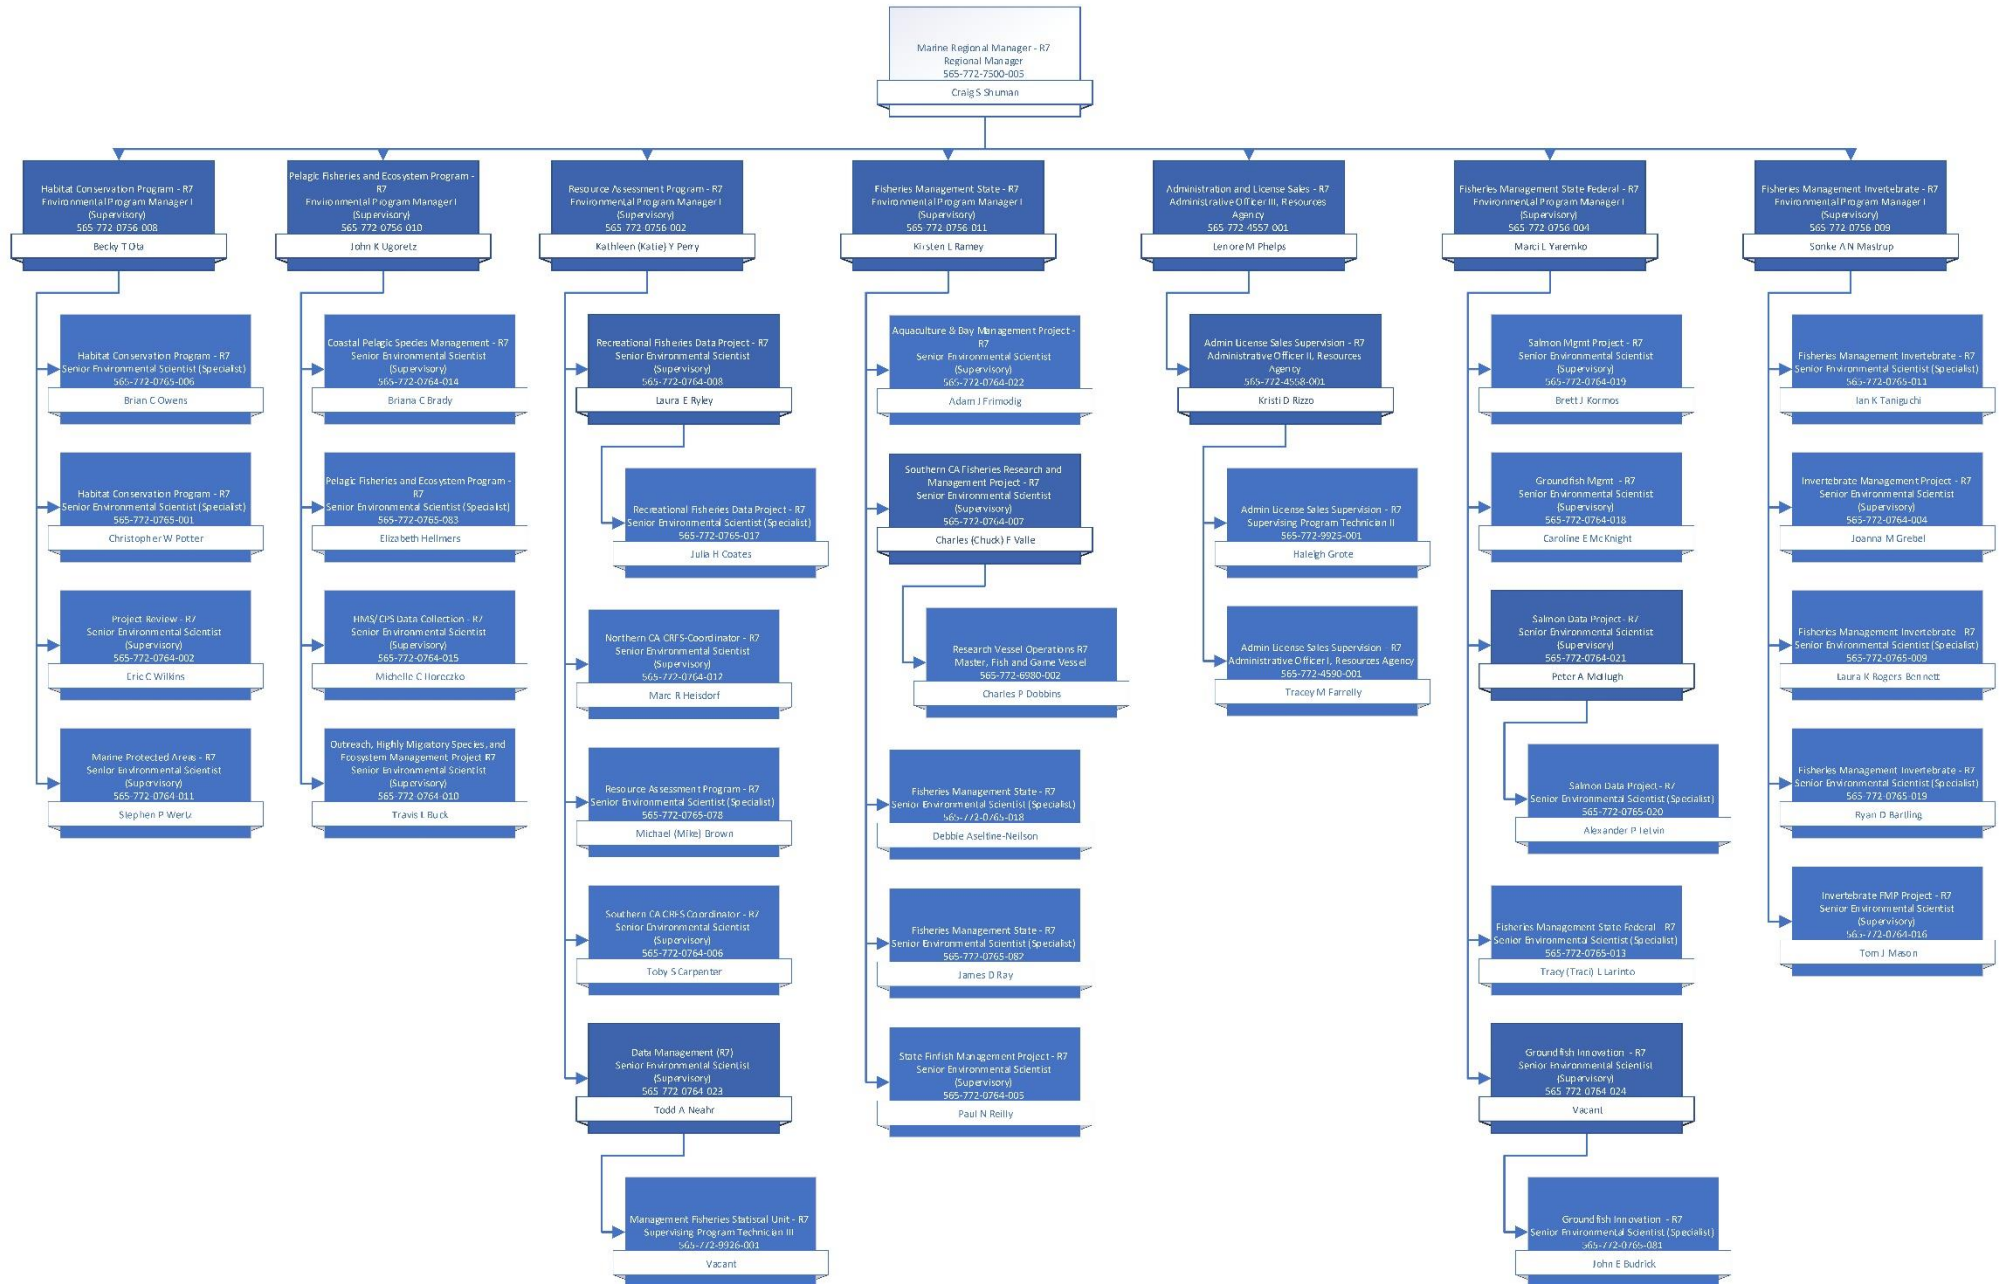 Marine Regional Manager - R7
Regional Manager
565-772-7500-005
Craig S Shuman
Habitat Conservation Program - R7
Environmental Program Manager I
(Supervisory)
565-772-0756-008
Becky T Ota
Habitat Conservation Program - R7
Senior Environmental Scientist (Specialist)
565-772-0765-006
Brian C Owens
Habitat Conservation Program - R7
Senior Environmental Scientist (Specialist)
565-772-0765-001
Christopher W Potter
Project Review - R7
Senior Environmental Scientist
(Supervisory)
565-772-0764-002
Eric C Wilkins
Marine Protected Areas - R7
Senior Environmental Scientist
(Supervisory)
565-772-0764-011
Stephen P Wertz
Pelagic Fisheries and Ecosystem Program -
R7
Environmental Program Manager I
(Supervisory)
565-772-0756-010
John K Ugoretz
Coastal Pelagic Species Management - R7
Senior Environmental Scientist
(Supervisory)
565-772-0764-014
Briana C Brady
Pelagic Fisheries and Ecosystem Program -
R7
Senior Environmental Scientist (Specialist)
565-772-0765-083
Elizabeth Hellmers
HMS/CPS Data Collection - R7
Senior Environmental Scientist
(Supervisory)
565-772-0764-015
Michelle C Horeczko
Outreach, Highly Migratory Species, and
Ecosystem Management Project R7
Senior Environmental Scientist
(Supervisory)
565-772-0764-010
Travis L Buck
Resource Assessment Program - R7
Environmental Program Manager I
(Supervisory)
565-772-0756-002
Kathleen (Katie) Y Perry
Recreational Fisheries Data Project - R7
Senior Environmental Scientist
(Supervisory)
565-772-0764-008
Laura E Ryley
Recreational Fisheries Data Project - R7
Senior Environmental Scientist (Specialist)
565-772-0765-017
Julia H Coates
Northern CA CRFS-Coordinator - R7
Senior Environmental Scientist
(Supervisory)
565-772-0764-012
Marc R Heisdorf
Resource Assessment Program - R7
Senior Environmental Scientist (Specialist)
565-772-0765-078
Michael (Mike) Brown
Southern CA CRFS Coordinator - R7
Senior Environmental Scientist
(Supervisory)
565-772-0764-006
Toby S Carpenter
Data Management (R7)
Senior Environmental Scientist
(Supervisory)
565-772-0764-023
Todd A Neahr
Management Fisheries Statiscal Unit - R7
Supervising Program Technician III
565-772-9926-001
Vacant
Fisheries Management State - R7
Environmental Program Manager I
(Supervisory)
565-772-0756-011
Kirsten L Ramey
Aquaculture & Bay Management Project -
R7
Senior Environmental Scientist
(Supervisory)
565-772-0764-022
Adam J Frimodig
Southern CA Fisheries Research and
Management Project - R7
Senior Environmental Scientist
(Supervisory)
565-772-0764-007
Charles (Chuck) F Valle
Research Vessel Operations R7
Master, Fish and Game Vessel
565-772-6980-002
Charles P Dobbins
Fisheries Management State - R7
Senior Environmental Scientist (Specialist)
565-772-0765-018
Debbie Aseltine-Neilson
Fisheries Management State - R7
Senior Environmental Scientist (Specialist)
565-772-0765-082
James D Ray
State Finfish Management Project - R7
Senior Environmental Scientist
(Supervisory)
565-772-0764-005
Paul N Reilly
Administration and License Sales - R7
Administrative Officer III, Resources
Agency
565-772-4557-001
Lenore M Phelps
Admin License Sales Supervision - R7
Administrative Officer II, Resources
Agency
565-772-4558-001
Kristi D Rizzo
Admin License Sales Supervision - R7
Supervising Program Technician II
565-772-9925-001
Haleigh Grote
Admin License Sales Supervision - R7
Administrative Officer I, Resources Agency
565-772-4590-001
Tracey M Farrelly
Fisheries Management State Federal - R7
Environmental Program Manager I
(Supervisory)
565-772-0756-004
Marci L Yaremko
Salmon Mgmt Project - R7
Senior Environmental Scientist
(Supervisory)
565-772-0764-019
Brett J Kormos
Groundfish Mgmt - R7
Senior Environmental Scientist
(Supervisory)
565-772-0764-018
Caroline E McKnight
Salmon Data Project - R7
Senior Environmental Scientist
(Supervisory)
565-772-0764-021
Peter A McHugh
Salmon Data Project - R7
Senior Environmental Scientist (Specialist)
565-772-0765-020
Alexander P Letvin
Fisheries Management State Federal - R7
Senior Environmental Scientist (Specialist)
565-772-0765-013
Tracy (Traci) L Larinto
Groundfish Innovation - R7
Senior Environmental Scientist
(Supervisory)
565-772-0764-024
Vacant
Groundfish Innovation - R7
Senior Environmental Scientist (Specialist)
565-772-0765-081
John E Budrick
Fisheries Management Invertebrate - R7
Environmental Program Manager I
(Supervisory)
565-772-0756-009
Sonke A N Mastrup
Fisheries Management Invertebrate - R7
Senior Environmental Scientist (Specialist)
565-772-0765-011
Ian K Taniguchi
Invertebrate Management Project - R7
Senior Environmental Scientist
(Supervisory)
565-772-0764-004
Joanna M Grebel
Fisheries Management Invertebrate - R7
Senior Environmental Scientist (Specialist)
565-772-0765-009
Laura K Rogers Bennett
Fisheries Management Invertebrate - R7
Senior Environmental Scientist (Specialist)
565-772-0765-019
Ryan D Bartling
Invertebrate FMP Project - R7
Senior Environmental Scientist
(Supervisory)
565-772-0764-016
Tom J Mason